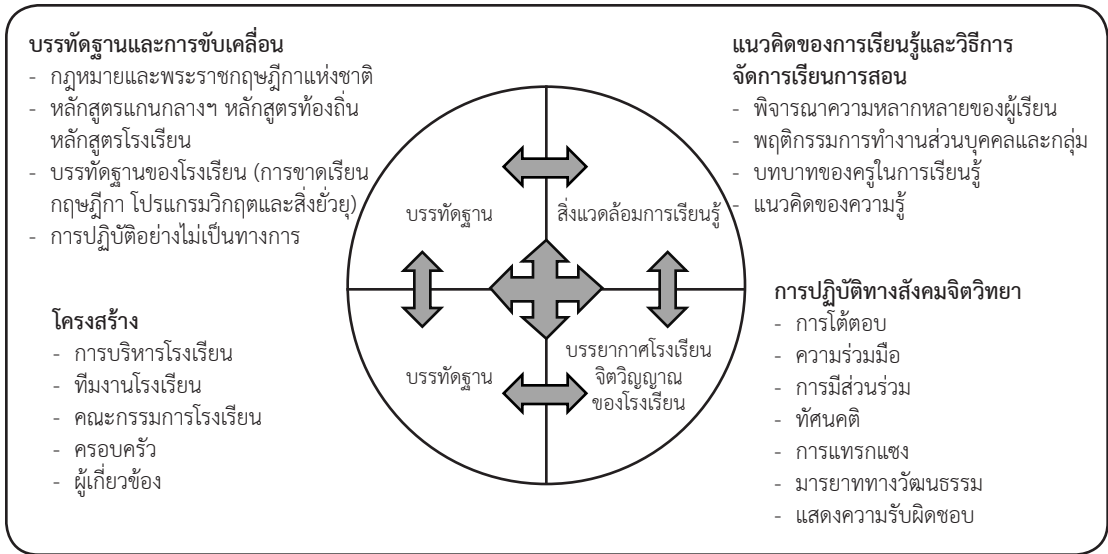 บรรทัดฐานและการขับเคลื่อน
- กฎหมายและพระราชกฤษฎีกาแห่งชาติ
- หลักสูตรแกนกลางฯ หลักสูตรท้องถิ่น
หลักสูตรโรงเรียน
- บรรทัดฐานของโรงเรียน (การขาดเรียน
กฤษฎีกา โปรแกรมวิกฤตและสิ่งยั่วยุ)
- การปฏิบัติอย่างไม่เป็นทางการ
แนวคิดของการเรียนรู้และวิธีการ
จัดการเรียนการสอน
- พิจารณาความหลากหลายของผู้เรียน
- พฤติกรรมการทำงานส่วนบุคคลและกลุ่ม
- บทบาทของครูในการเรียนรู้
- แนวคิดของความรู้
บรรทัดฐาน
สิ่งแวดล้อมการเรียนรู้
โครงสร้าง
- การบริหารโรงเรียน
- ทีมงานโรงเรียน
- คณะกรรมการโรงเรียน
- ครอบครัว
- ผู้เกี่ยวข้อง
บรรทัดฐาน
บรรยากาศโรงเรียน
จิตวิญญาณ
ของโรงเรียน
การปฏิบัติทางสังคมจิตวิทยา
- การโต้ตอบ
- ความร่วมมือ
- การมีส่วนร่วม
- ทัศนคติ
- การแทรกแซง
- มารยาททางวัฒนธรรม
- แสดงความรับผิดชอบ